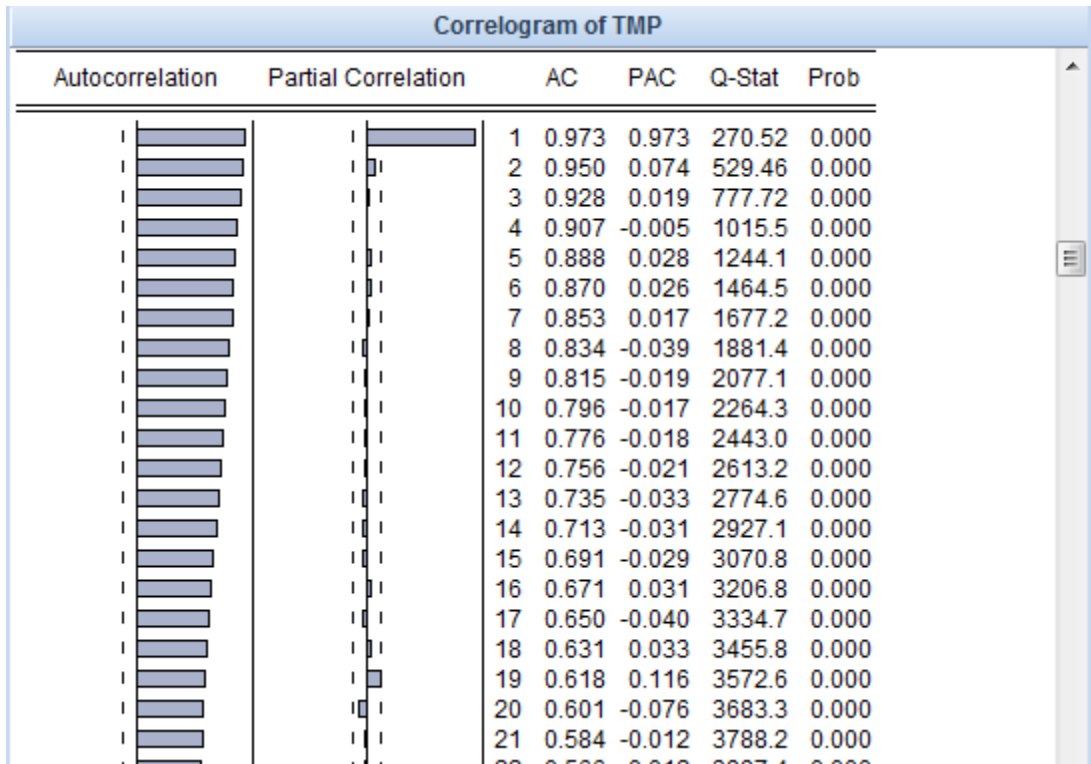 Correlogram of TMP
Autocorrelation Partial Correlation AC PAC Q-Stat Prob
1 0.973 0.973 270.52 0.000
2 0.950 0.074 529.46 0.000
3 0.928 0.019 777.72 0.000
4 0.907 -0.005 1015.5 0.000
5 0.888 0.028 1244.1 0.000
6 0.870 0.026 1464.5 0.000
7 0.853 0.017 1677.2 0.000
8 0.834 -0.039 1881.4 0.000
9 0.815 -0.019 2077.1 0.000
10 0.796 -0.017 2264.3 0.000
11 0.776 -0.018 2443.0 0.000
12 0.756 -0.021 2613.2 0.000
13 0.735 -0.033 2774.6 0.000
14 0.713 -0.031 2927.1 0.000
15 0.691 -0.029 3070.8 0.000
16 0.671 0.031 3206.8 0.000
17 0.650 -0.040 3334.7 0.000
18 0.631 0.033 3455.8 0.000
19 0.618 0.116 3572.6 0.000
20 0.601 -0.076 3683.3 0.000
21 0.584 -0.012 3788.2 0.000